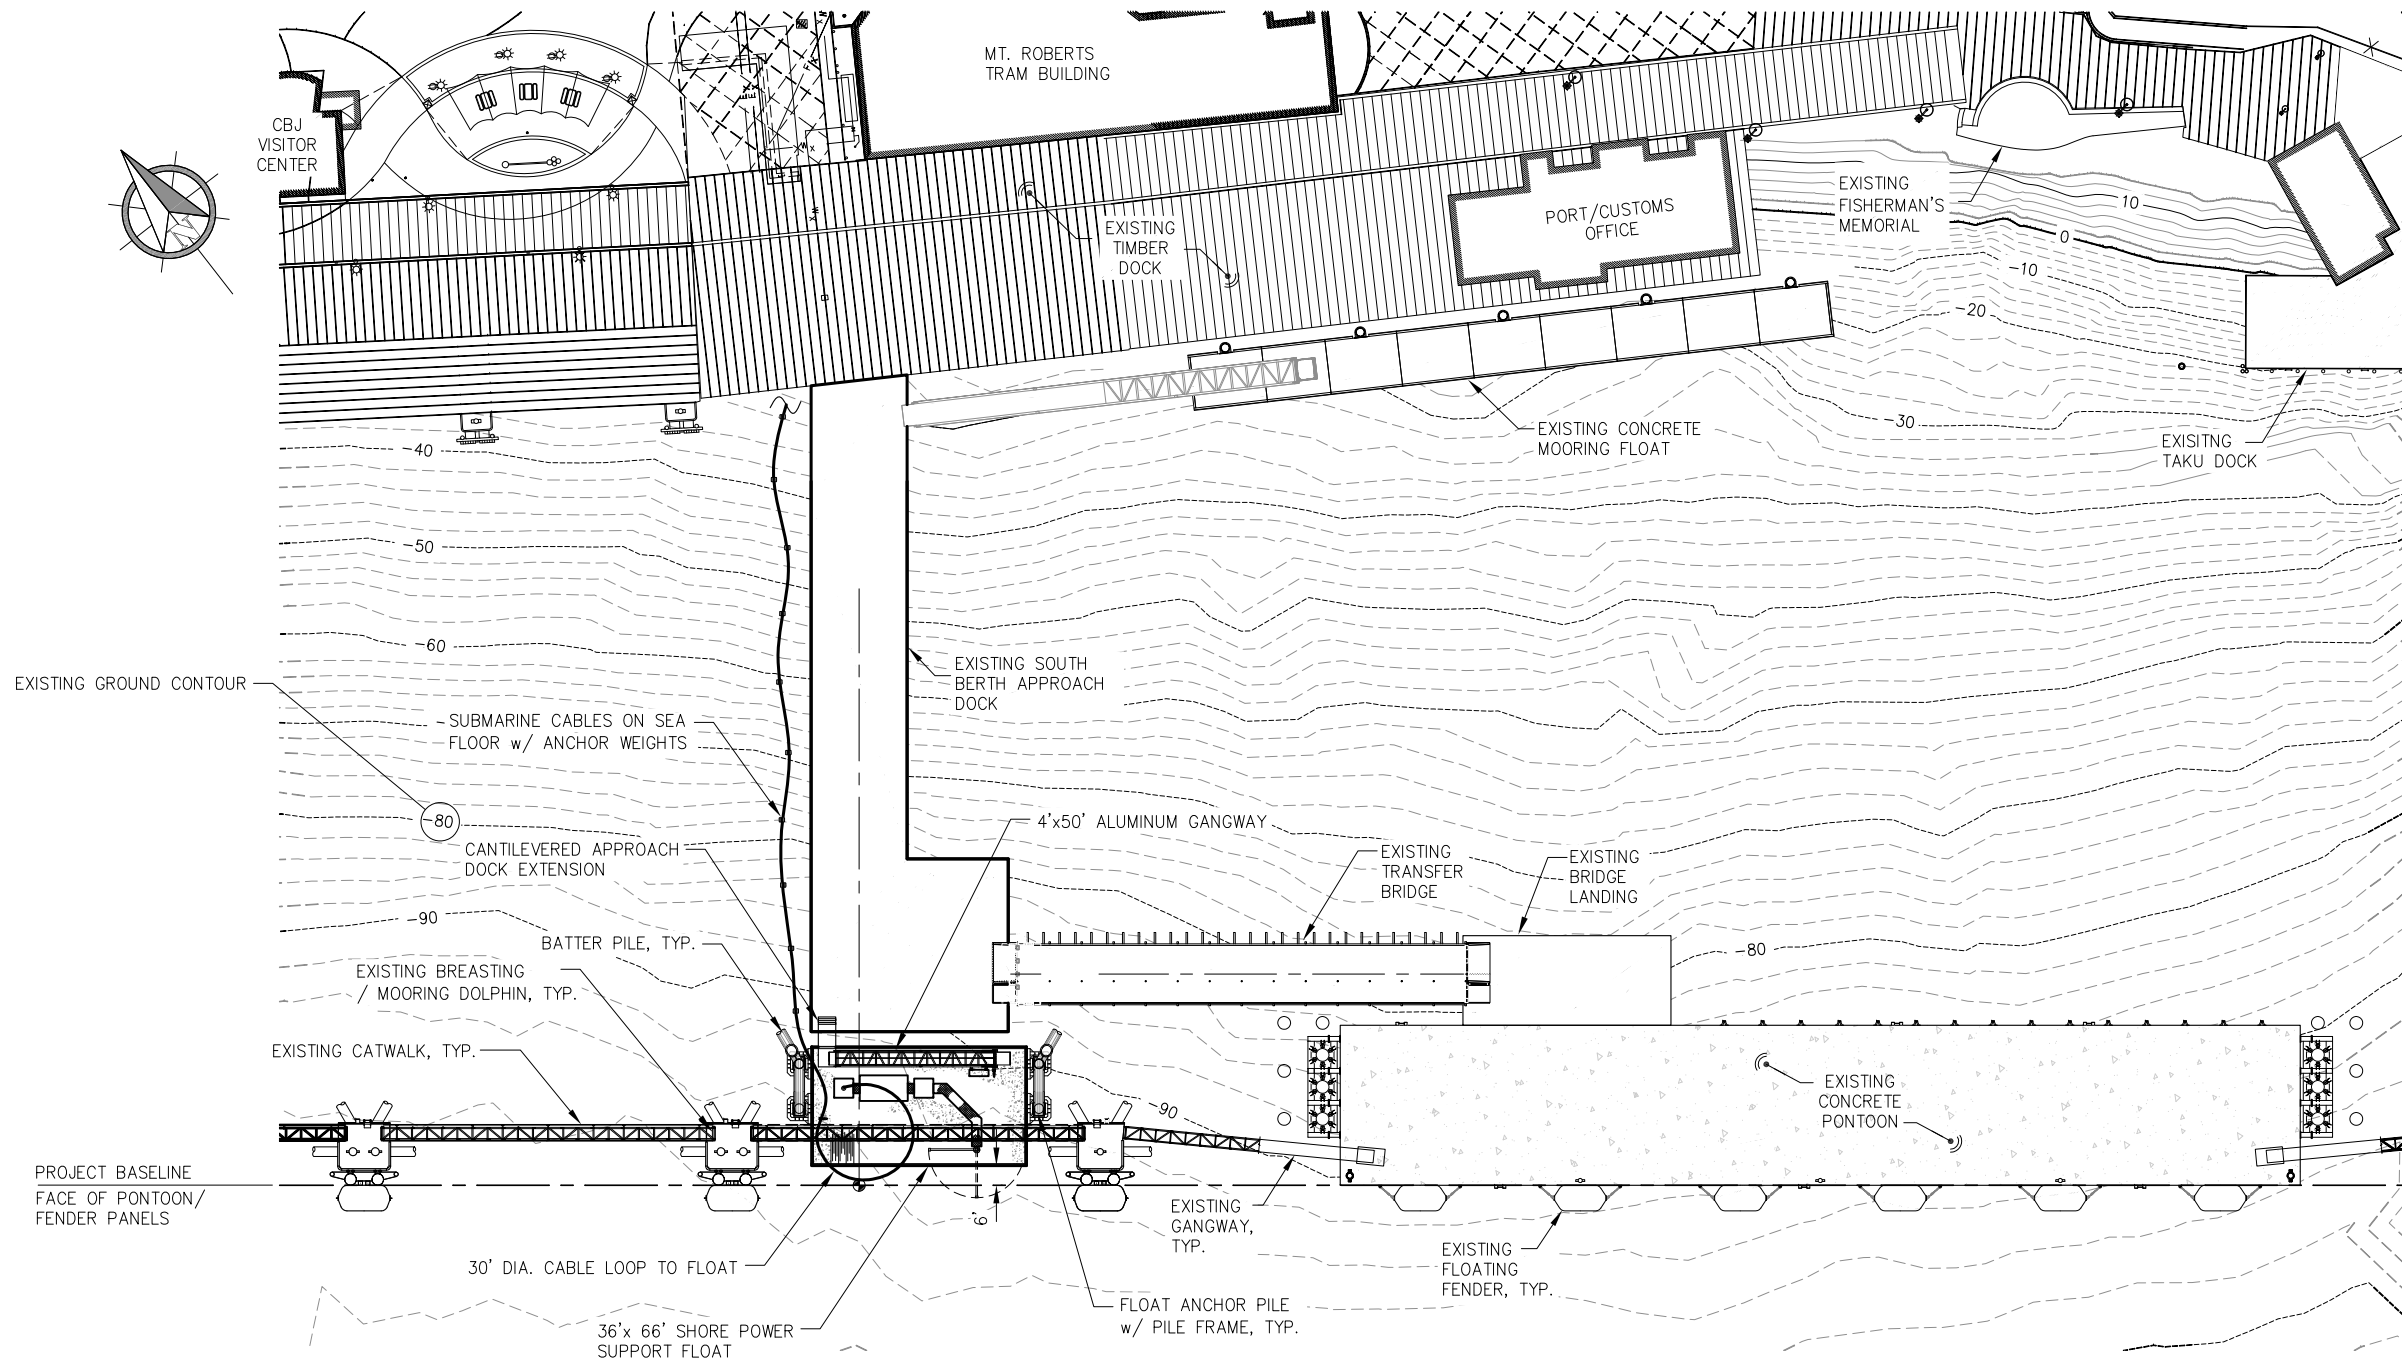 MT. ROBERTS
TRAM BUILDING
CBJ
VISITOR
CENTER
EXISTING
TIMBER
DOCK
PORT/CUSTOMS
OFFICE
EXISTING
FISHERMAN'S
MEMORIAL
10
0
-10
-20
-30
EXISTING CONCRETE
MOORING FLOAT
EXISITNG
TAKU DOCK
-40
-50
-60
EXISTING GROUND CONTOUR
EXISTING SOUTH
BERTH APPROACH
DOCK
SUBMARINE CABLES ON SEA
FLOOR w/ ANCHOR WEIGHTS
-80
4'x50' ALUMINUM GANGWAY
CANTILEVERED APPROACH
DOCK EXTENSION
EXISTING
TRANSFER
BRIDGE
EXISTING
BRIDGE
LANDING
-90
BATTER PILE, TYP.
-80
EXISTING BREASTING
/ MOORING DOLPHIN, TYP.
EXISTING CATWALK, TYP.
-90
EXISTING
CONCRETE
PONTOON
PROJECT BASELINE
FACE OF PONTOON/
FENDER PANELS
6'
EXISTING
GANGWAY,
TYP.
EXISTING
FLOATING
FENDER, TYP.
30' DIA. CABLE LOOP TO FLOAT
FLOAT ANCHOR PILE
w/ PILE FRAME, TYP.
36'x 66' SHORE POWER
SUPPORT FLOAT